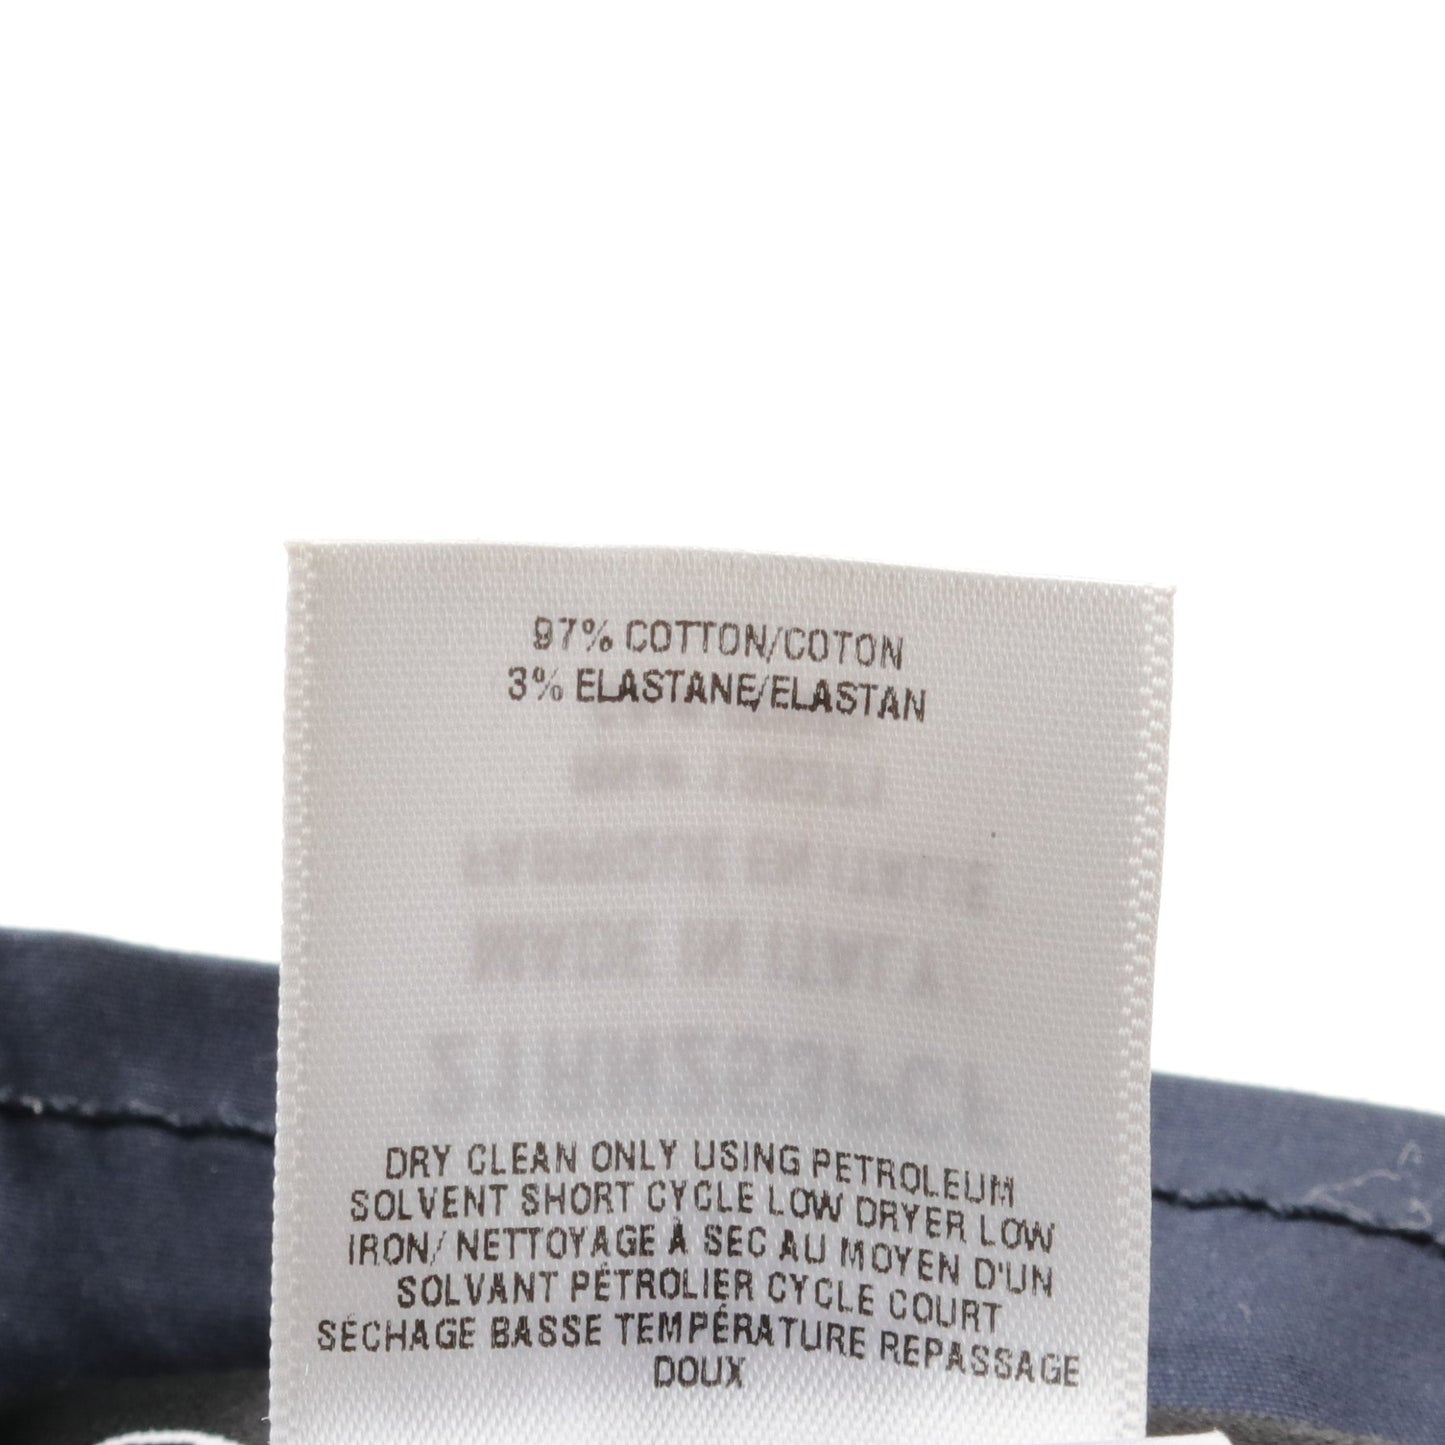 97% COTTON/COTON
3% ELASTANE/ELASTAN
DRY CLEAN ONLY USING PETROLEUM
SOLVENT SHORT CYCLE LOW DRYER LOW
IRON/ NETTOYAGE À SEC AU MOYEN D'UN
SOLVANT PÉTROLIER CYCLE COURT
SÉCHAGE BASSE TEMPÉRATURE REPASSAGE
DOUX